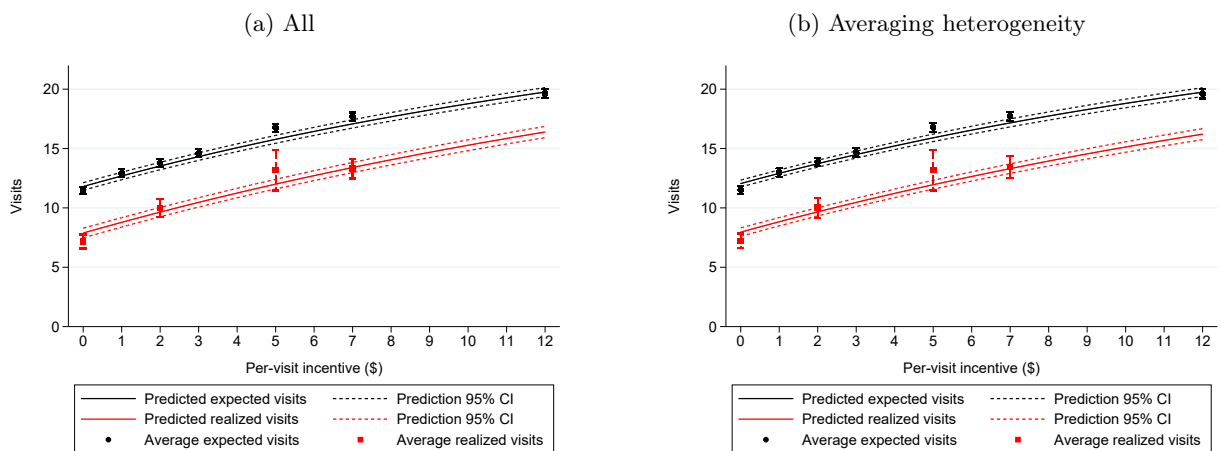 (a) All
Visits
20
15
10
5
0
0 1 2 3 4 5 6 7 8 9 10 11 12
Per-visit incentive ($)
Predicted expected visits Prediction 95% CI
Predicted realized visits Prediction 95% CI
Average expected visits Average realized visits
(b) Averaging heterogeneity
Visits
20
15
10
5
0
0 1 2 3 4 5 6 7 8 9 10 11 12
Per-visit incentive ($)
Predicted expected visits Prediction 95% CI
Predicted realized visits Prediction 95% CI
Average expected visits Average realized visits